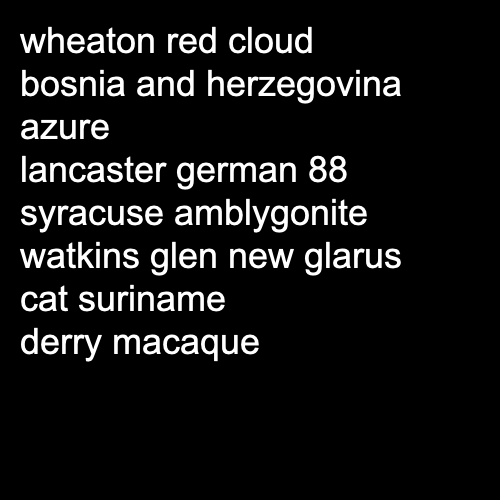 wheaton red cloud
bosnia and herzegovina
azure
lancaster german 88
syracuse amblygonite
watkins glen new glarus
cat suriname
derry macaque